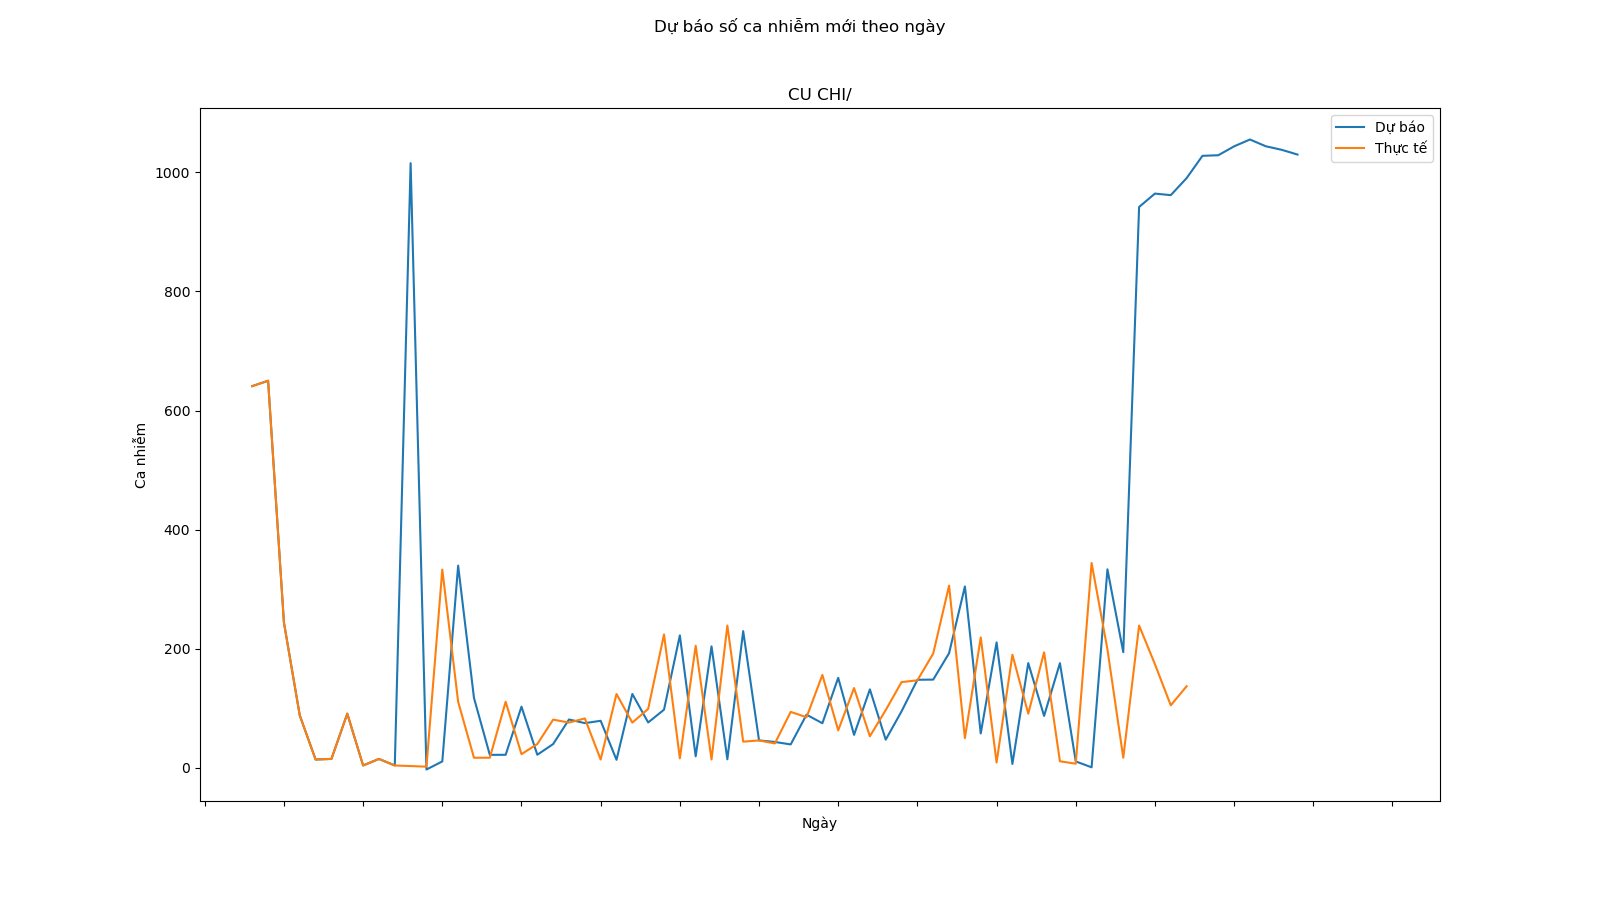 Dự báo số ca nhiễm mới theo ngày
CU CHI/
Dự báo
Thực tế
1000
800
600
400
200
0
Ca nhiễm
Ngày